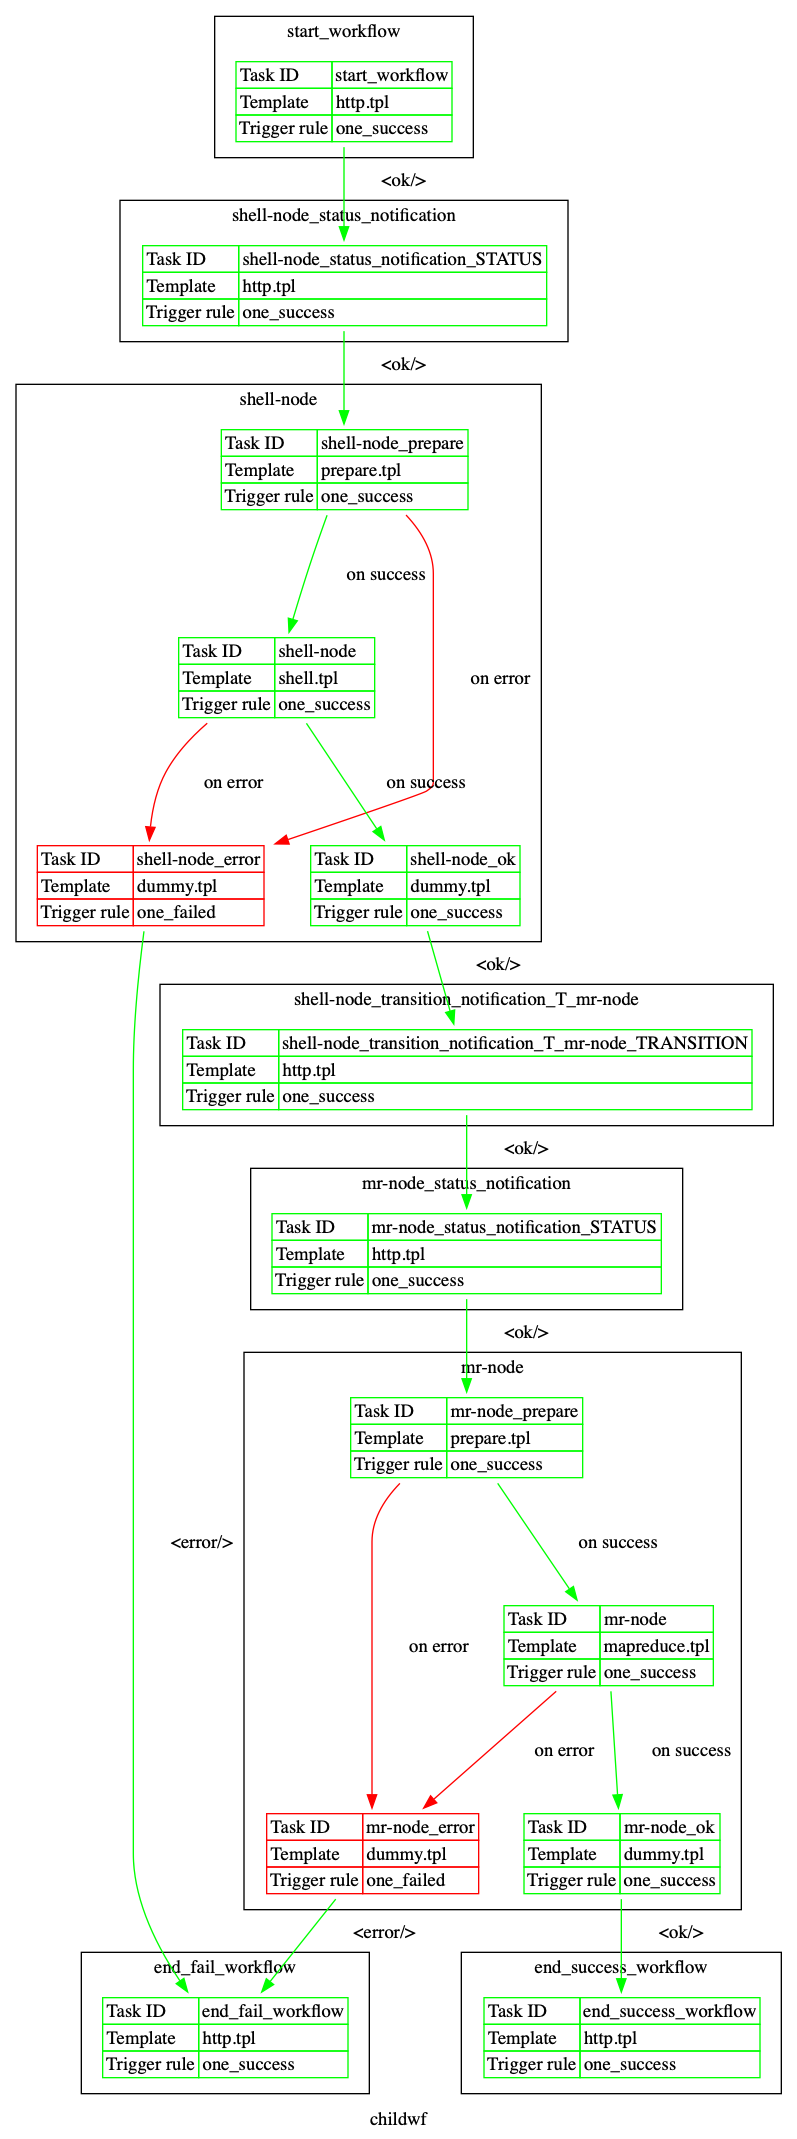 start_workflow
Task ID start_workflow
Template http.tpl
Trigger rule one_success
<ok/>
shell-node_status_notification
Task ID shell-node_status_notification_STATUS
Template http.tpl
Trigger rule one_success
<ok/>
shell-node
Task ID shell-node_prepare
Template prepare.tpl
Trigger rule one_success
on success
Task ID shell-node
Template shell.tpl
Trigger rule one_success
on error
on error
on success
Task ID shell-node_error
Template dummy.tpl
Trigger rule one_failed
Task ID shell-node_ok
Template dummy.tpl
Trigger rule one_success
<ok/>
shell-node_transition_notification_T_mr-node
Task ID shell-node_transition_notification_T_mr-node_TRANSITION
Template http.tpl
Trigger rule one_success
<ok/>
mr-node_status_notification
Task ID mr-node_status_notification_STATUS
Template http.tpl
Trigger rule one_success
<ok/>
mr-node
Task ID mr-node_prepare
Template prepare.tpl
Trigger rule one_success
<error/>
on success
on error
Task ID mr-node
Template mapreduce.tpl
Trigger rule one_success
on error
on success
Task ID mr-node_error
Template dummy.tpl
Trigger rule one_failed
Task ID mr-node_ok
Template dummy.tpl
Trigger rule one_success
<error/>
<ok/>
end_fail_workflow
Task ID end_fail_workflow
Template http.tpl
Trigger rule one_success
end_success_workflow
Task ID end_success_workflow
Template http.tpl
Trigger rule one_success
childwf